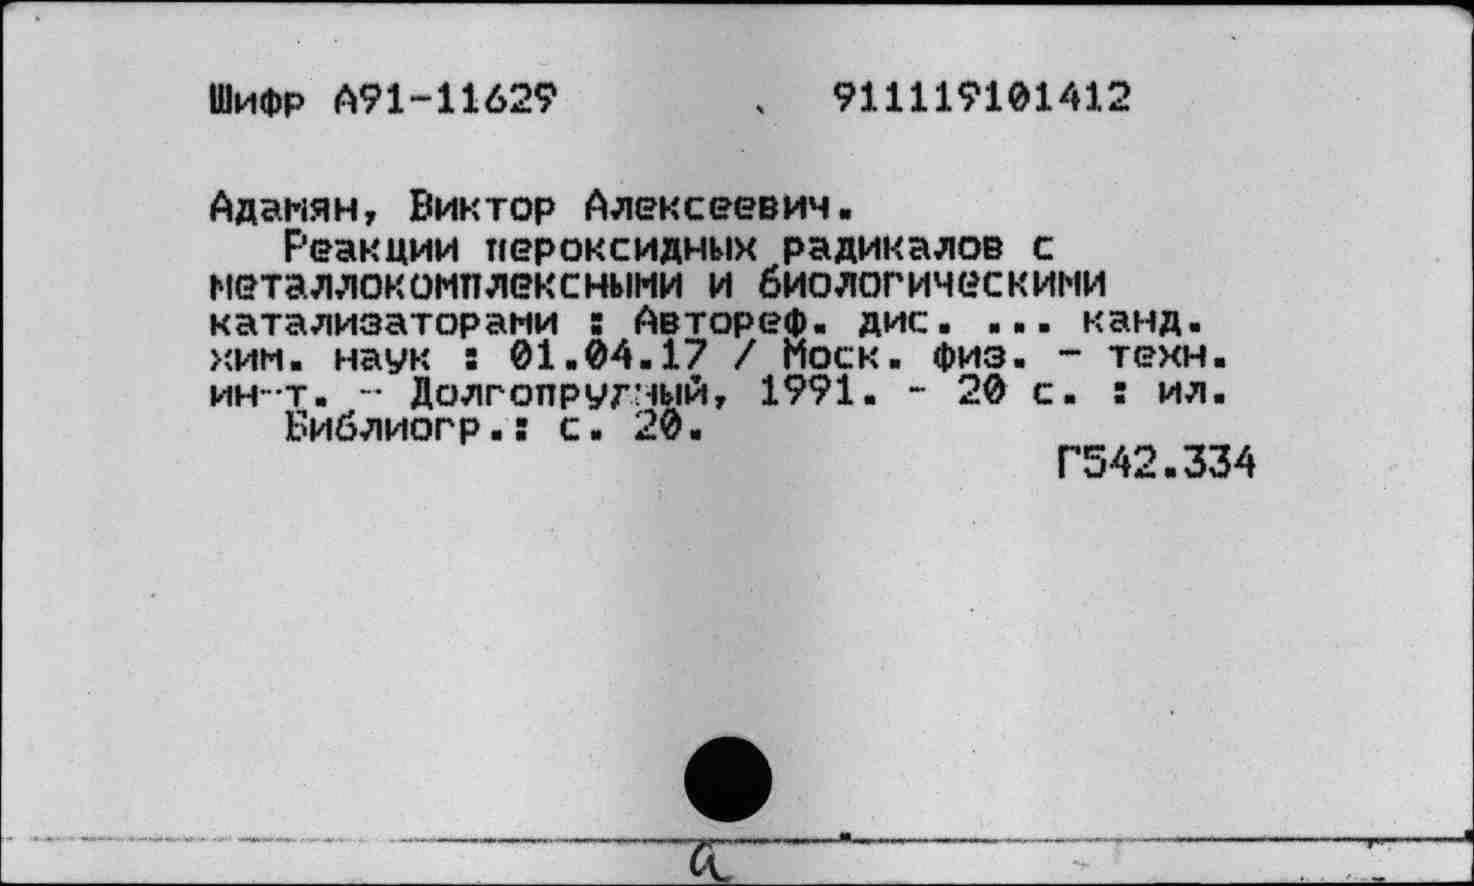 Шифр А91-11629 911119101412
Адамян, Виктор Алексеевич.
Реакции пероксидных радикалов с
металлокомплексными и биологическими
катализаторами : Автореф. дис. ... канд.
хим. наук : 01.04.17 / Моск. физ. - техн.
ин-т. - Долгопрудный, 1991. - 20 с. : ил.
Библиогр.: с. 20.
Г542.334
а